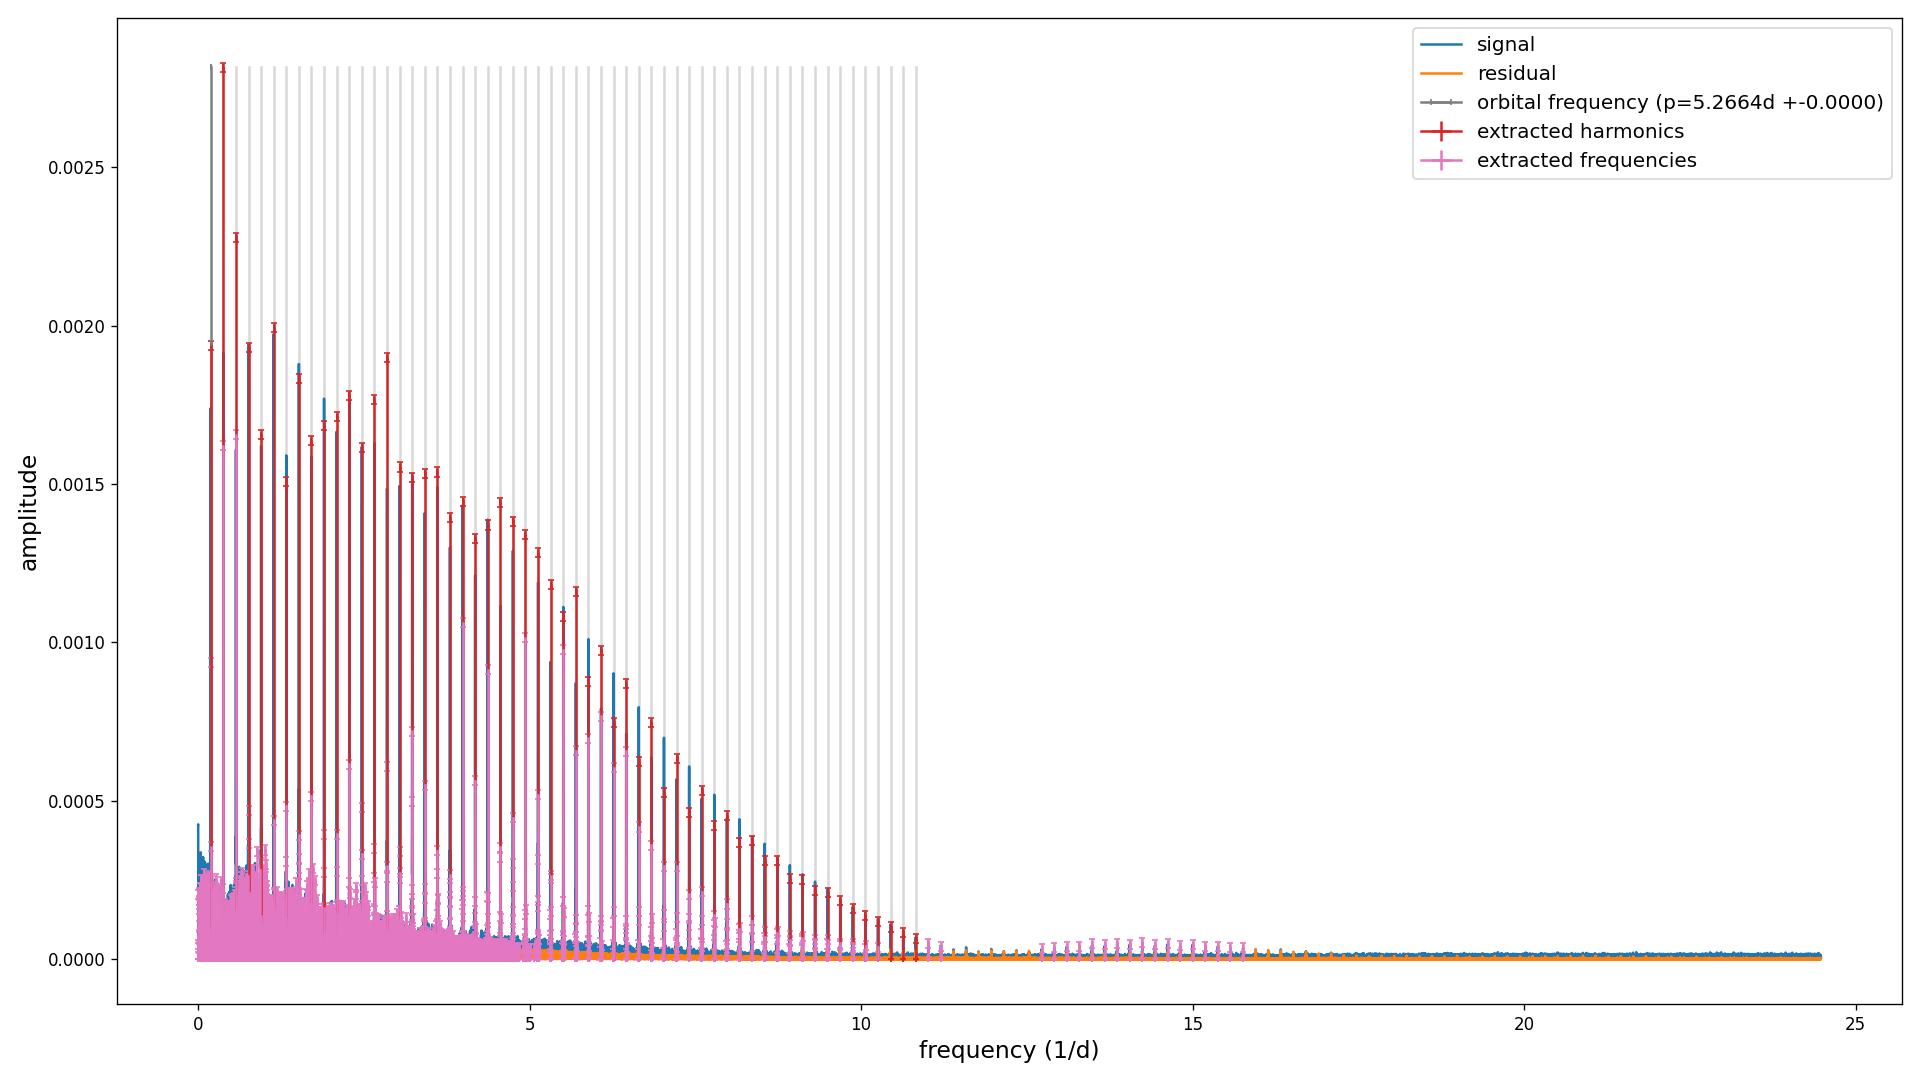 signal
residual
orbital frequency (p=5.2664d +-0.0000)
extracted harmonics
extracted frequencies
amplitude
0.0025
0.0020
0.0015
0.0010
0.0005
0.0000
0 5 10 15 20 25
frequency (1/d)